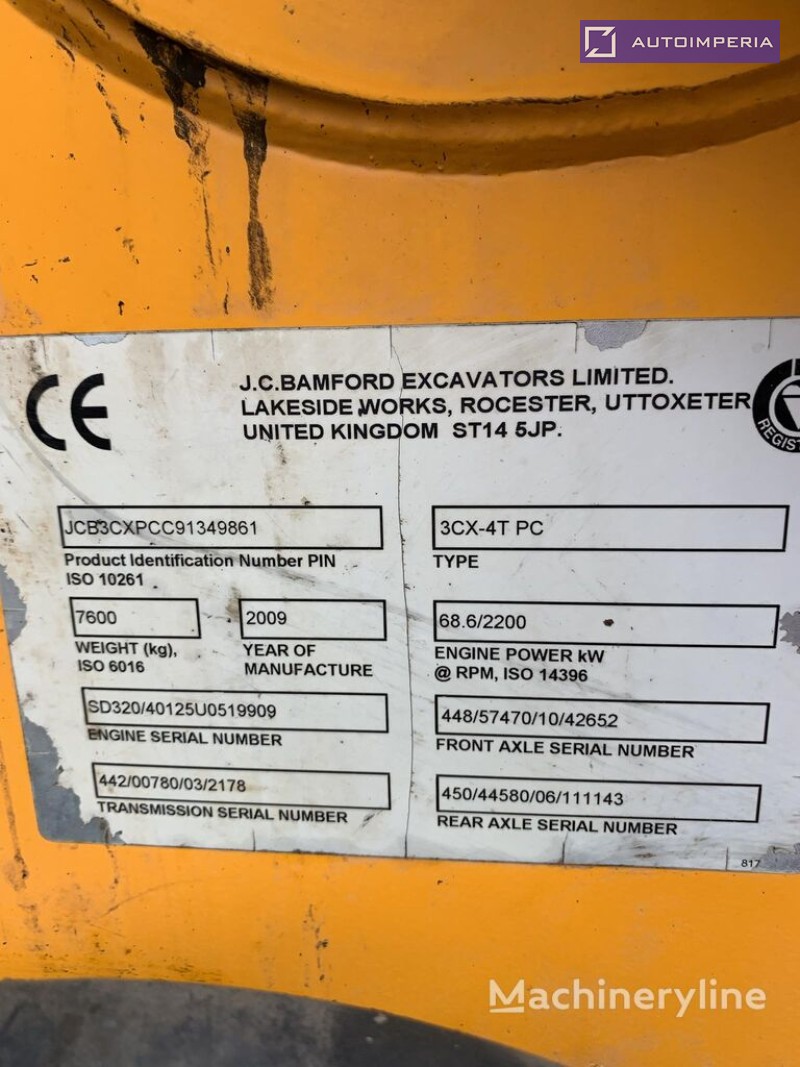 AUTOIMPERIA
CE
J.C.BAMFORD EXCAVATORS LIMITED.
LAKESIDE WORKS, ROCESTER, UTTOXETER
UNITED KINGDOM ST14 5JP.
JCB3CXPCC91349861
Product Identification Number PIN
ISO 10261
3CX-4T PC
TYPE
7600
WEIGHT (kg),
ISO 6016
2009
YEAR OF
MANUFACTURE
68.6/2200
ENGINE POWER kW
@ RPM, ISO 14396
SD320/40125U0519909
ENGINE SERIAL NUMBER
448/57470/10/42652
FRONT AXLE SERIAL NUMBER
442/00780/03/2178
TRANSMISSION SERIAL NUMBER
450/44580/06/111143
REAR AXLE SERIAL NUMBER
817
Machineryline